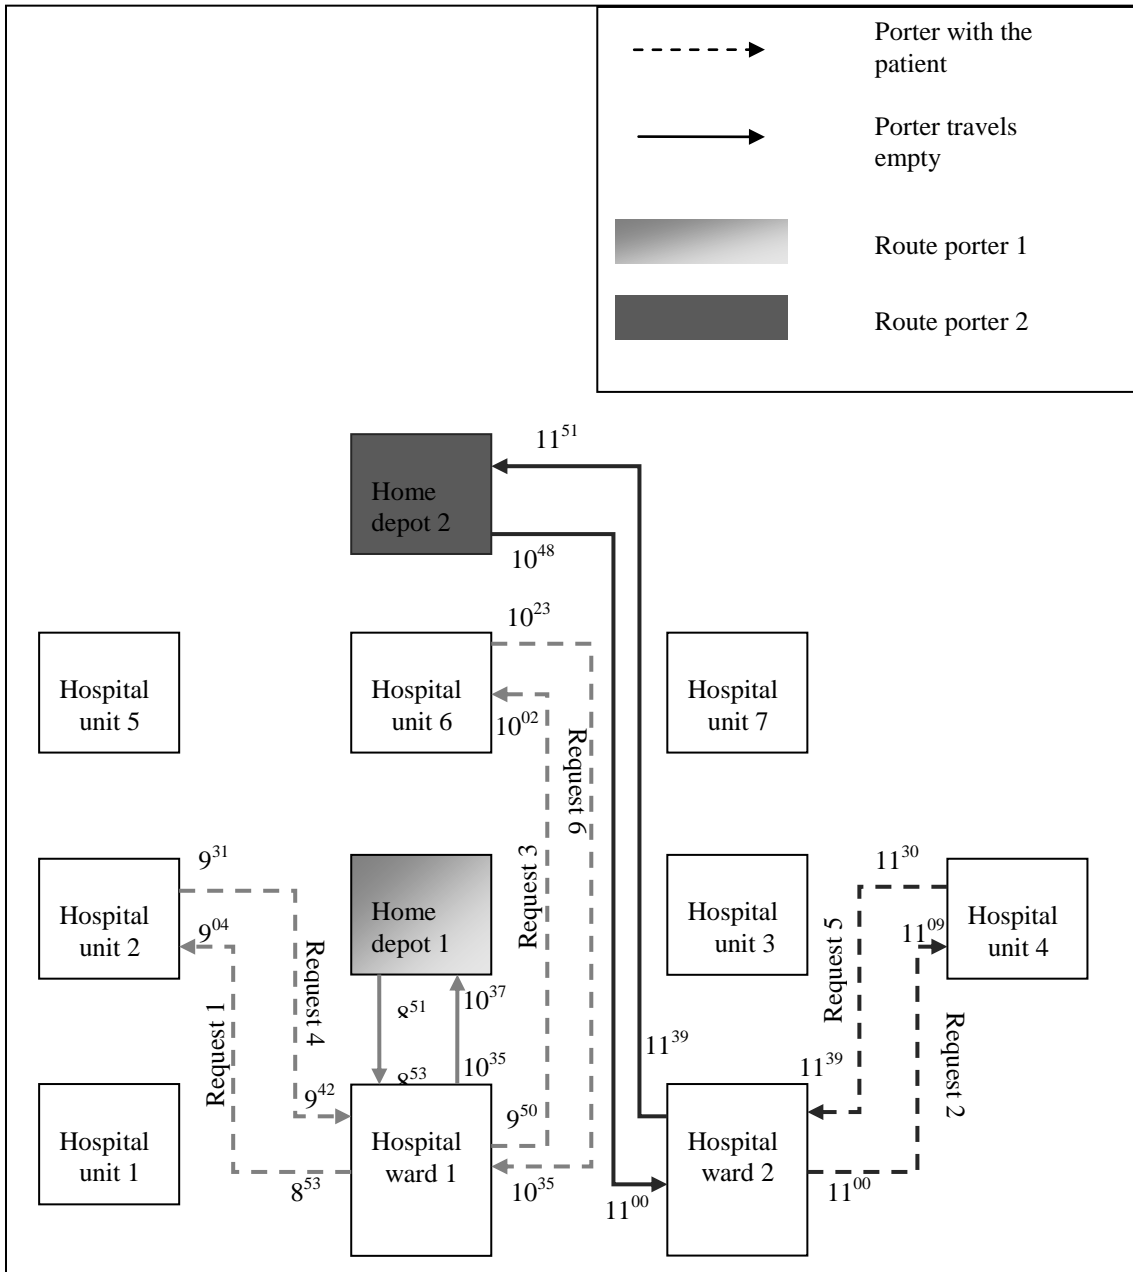 Porter with the
patient
Porter travels
empty
Route porter 1
Route porter 2
11^51
Home
depot 2
10^48
10^23
Hospital
unit 5
Hospital
unit 6
10^02
Hospital
unit 7
Request 6
Request 3
9^31
Hospital
unit 2
9^04
Home
depot 1
Hospital
unit 3
11^30
11^09
Hospital
unit 4
Request 1
Request 4
8^51
10^37
Request 5
Request 2
8^53
10^35
11^39
11^39
9^42
9^50
Hospital
unit 1
Hospital
ward 1
Hospital
ward 2
8^53
10^35
11^00
11^00